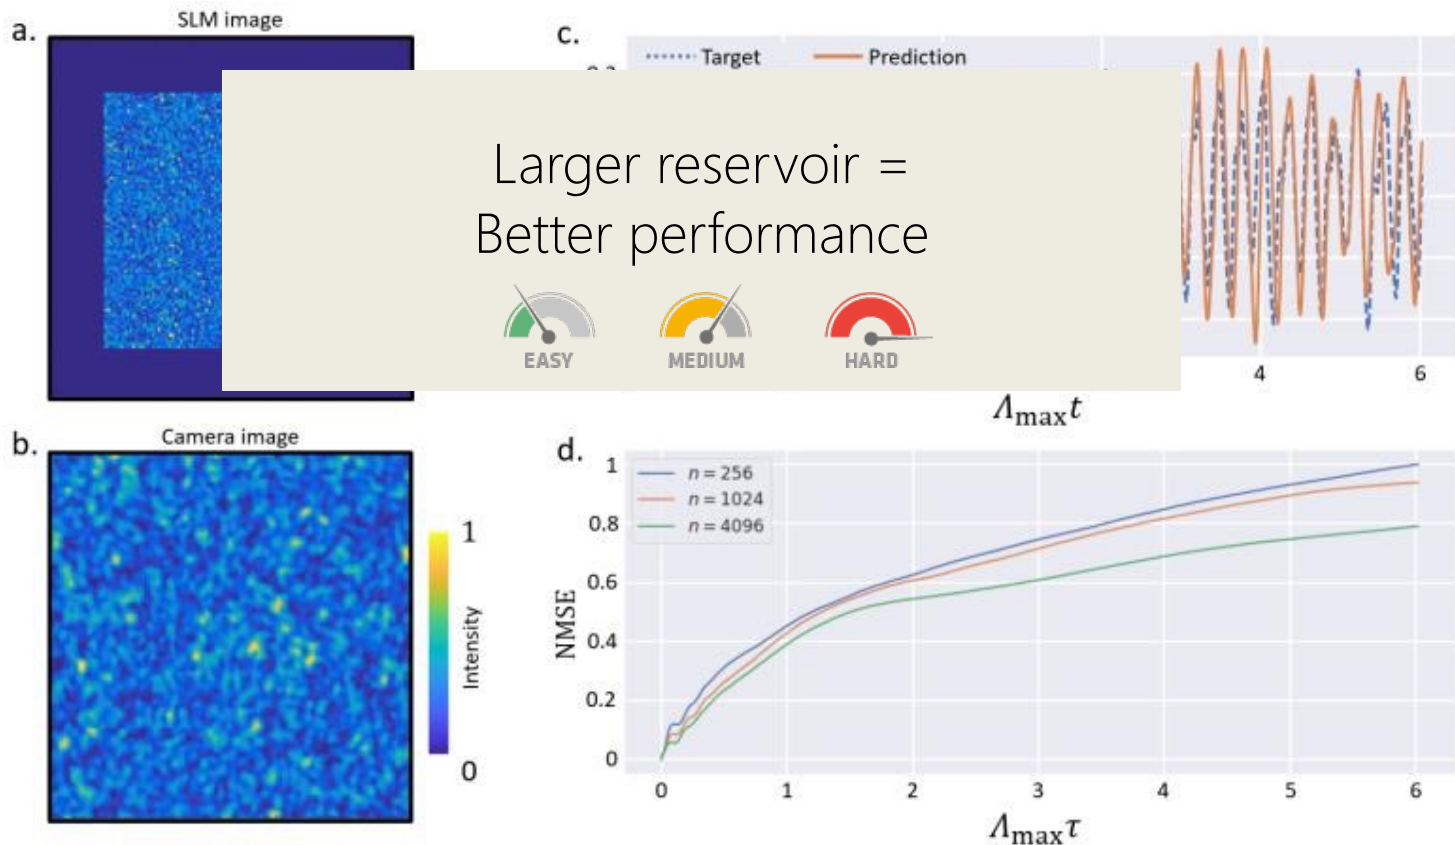 a.
SLM image
c.
Target
Prediction
Larger reservoir =
Better performance
EASY
MEDIUM
HARD
4
6
Λmax t
b.
Camera image
1
Intensity
0
d.
n = 256
n = 1024
n = 4096
NMSE
1
0.8
0.6
0.4
0.2
0
0
1
2
3
4
5
6
Λmax τ